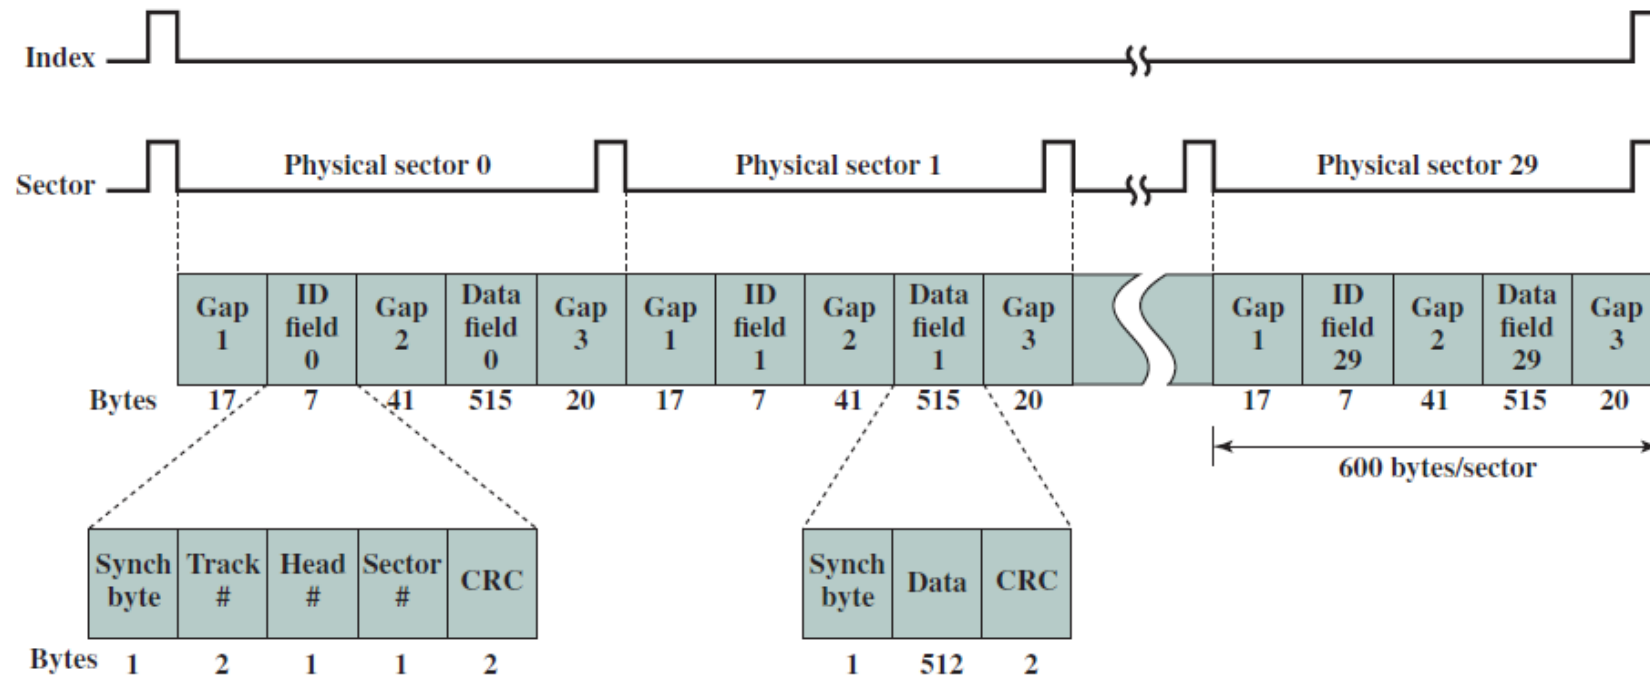 Index
Sector
Physical sector 0
Physical sector 1
Physical sector 29
Gap 1
ID field 0
Gap 2
Data field 0
Gap 3
Gap 1
ID field 1
Gap 2
Data field 1
Gap 3
Gap 1
ID field 29
Gap 2
Data field 29
Gap 3
Bytes 17 7 41 515 20 17 7 41 515 20 17 7 41 515 20
600 bytes/sector
Synch byte
Track #
Head #
Sector #
CRC
Synch byte
Data
CRC
Bytes 1 2 1 1 2 1 512 2